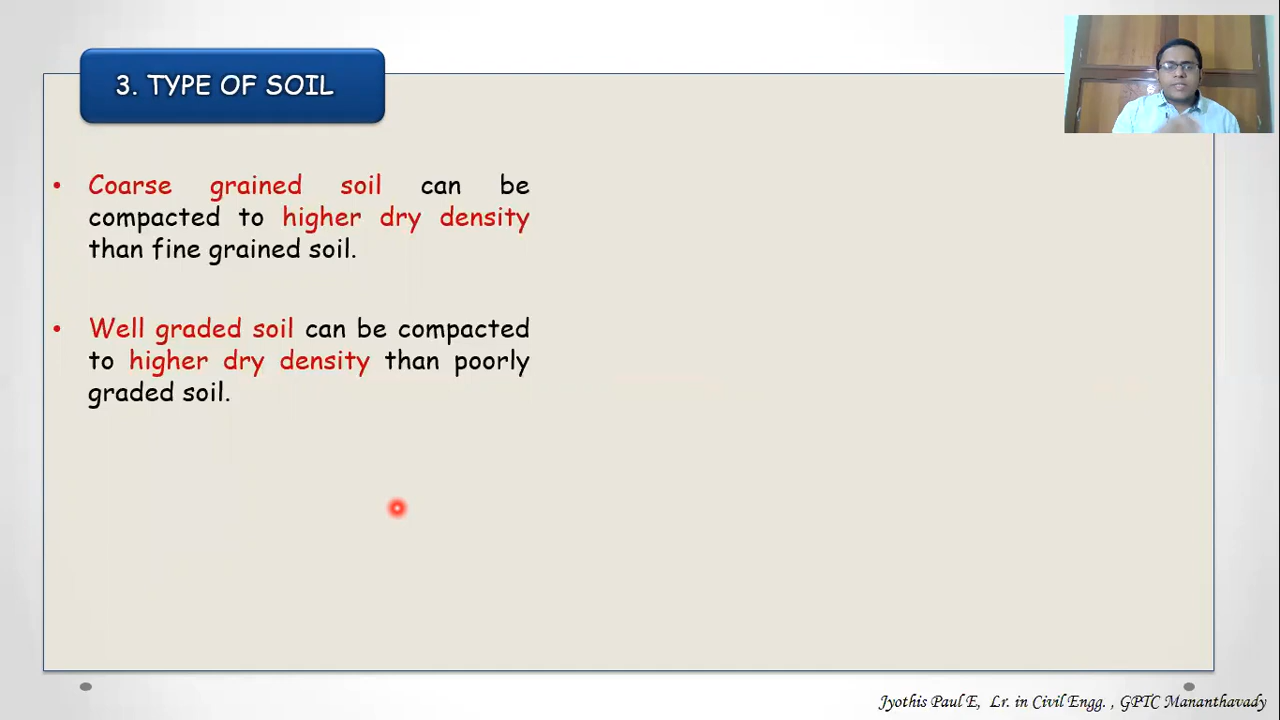 3. TYPE OF SOIL
• Coarse grained soil can be
compacted to higher dry density
than fine grained soil.
• Well graded soil can be compacted
to higher dry density than poorly
graded soil.
Jyothis Paul E, Lr. in Civil Engg. , GPTC Mananthavady